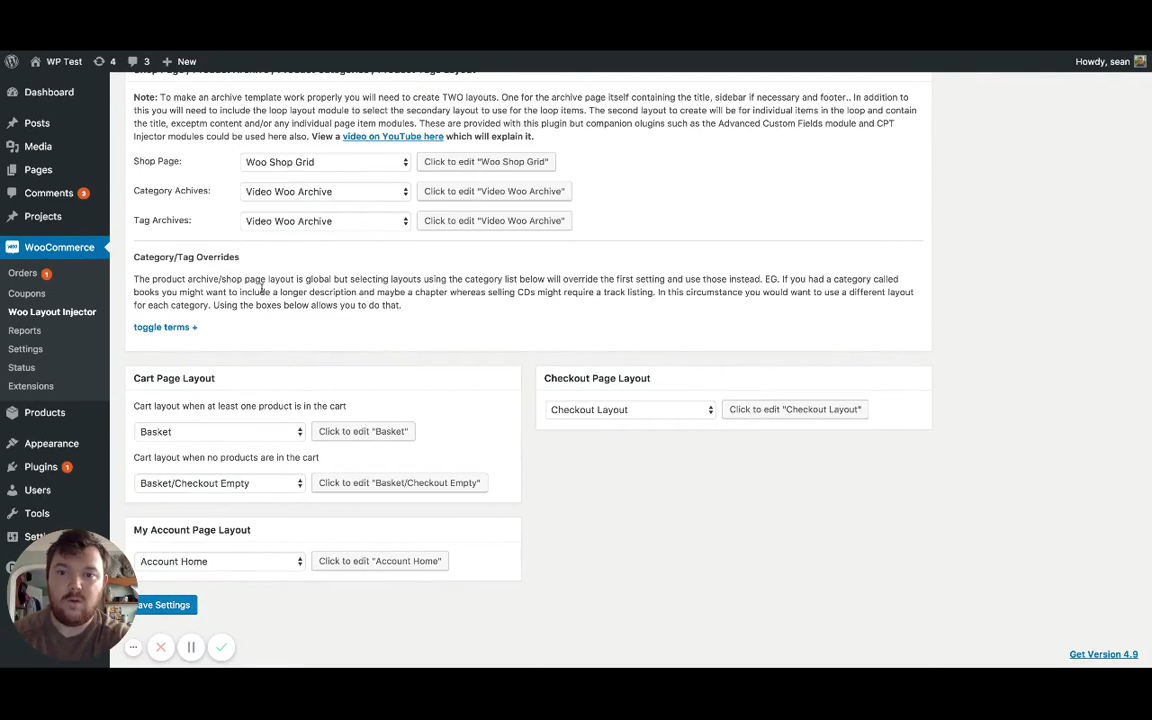 WP Test
4
3
New
Howdy, sean
Dashboard
Posts
Media
Pages
Comments 3
Projects
WooCommerce
Orders 1
Coupons
Woo Layout Injector
Reports
Settings
Status
Extensions
Products
Appearance
Plugins 1
Users
Tools
Shop Page / Product Archive / Product Categories / Product Tags Layout
Note: To make an archive template work properly you will need to create TWO layouts. One for the archive page itself containing the title, sidebar if necessary and footer.. In addition to
this you will need to include the loop layout module to select the secondary layout to use for the loop items. The second layout to create will be for individual items in the loop and contain
the title, exceptm content and/or any individual page item modules. These are provided with this plugin but companion olugins such as the Advanced Custom Fields module and CPT
Injector modules could be used here also. View a video on YouTube here which will explain it.
Shop Page: Woo Shop Grid Click to edit "Woo Shop Grid"
Category Achives: Video Woo Archive Click to edit "Video Woo Archive"
Tag Archives: Video Woo Archive Click to edit "Video Woo Archive"
Category/Tag Overrides
The product archive/shop page layout is global but selecting layouts using the category list below will override the first setting and use those instead. EG. If you had a category called
books you might want to include a longer description and maybe a chapter whereas selling CDs might require a track listing. In this circumstance you would want to use a different layout
for each category. Using the boxes below allows you to do that.
toggle terms +
Cart Page Layout
Cart layout when at least one product is in the cart
Basket Click to edit "Basket"
Cart layout when no products are in the cart
Basket/Checkout Empty Click to edit "Basket/Checkout Empty"
Checkout Page Layout
Checkout Layout Click to edit "Checkout Layout"
My Account Page Layout
Account Home Click to edit "Account Home"
ave Settings
Get Version 4.9